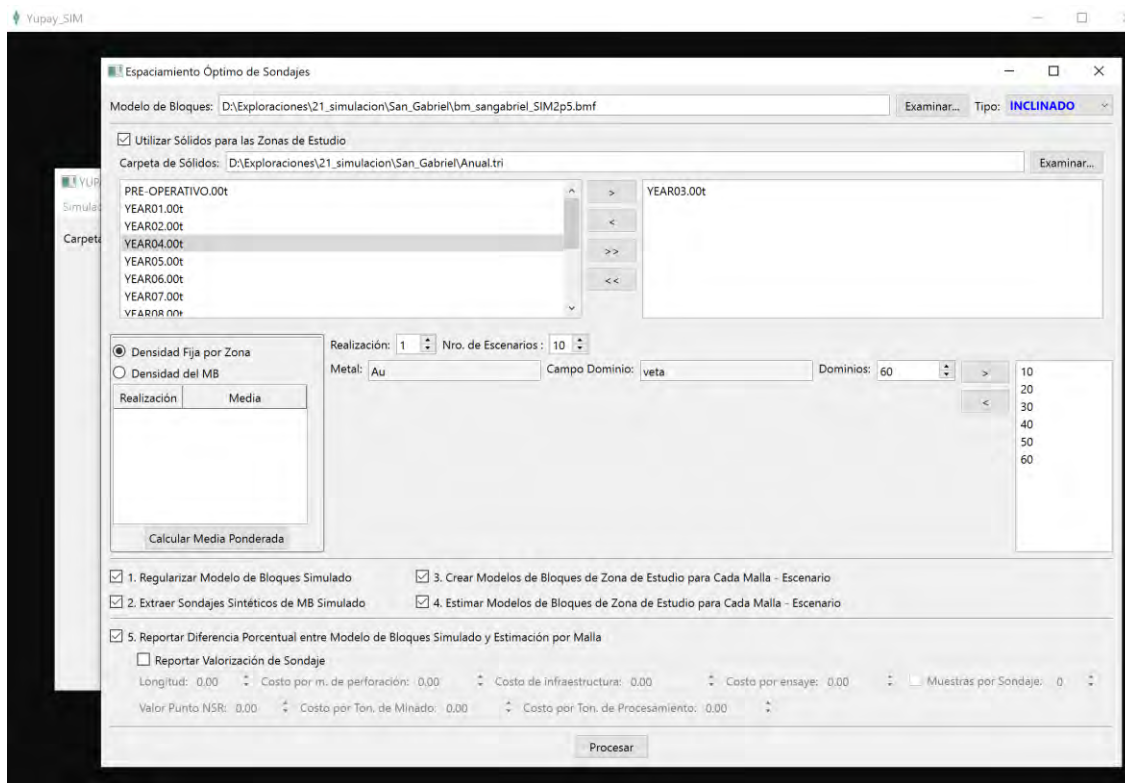 Yupay_SIM
Espaciamiento Óptimo de Sondajes
Modelo de Bloques: D:\Exploraciones\21_simulacion\San_Gabriel\bm_sangabriel_SIM2p5.bmf Examinar... Tipo: INCLINADO
Utilizar Sólidos para las Zonas de Estudio
Carpeta de Sólidos: D:\Exploraciones\21_simulacion\San_Gabriel\Anual.tri Examinar...
Simula
Carpeta
PRE-OPERATIVO.00t > YEAR03.00t
YEAR01.00t
YEAR02.00t <
YEAR04.00t
YEAR05.00t >>
YEAR06.00t
YEAR07.00t <<
YEAR08.00t
Densidad Fija por Zona
Densidad del MB
Realización Media
Calcular Media Ponderada
Realización: 1 Nro. de Escenarios : 10
Metal: Au Campo Dominio: veta Dominios: 60 >
<
10
20
30
40
50
60
1. Regularizar Modelo de Bloques Simulado 3. Crear Modelos de Bloques de Zona de Estudio para Cada Malla - Escenario
2. Extraer Sondajes Sintéticos de MB Simulado 4. Estimar Modelos de Bloques de Zona de Estudio para Cada Malla - Escenario
5. Reportar Diferencia Porcentual entre Modelo de Bloques Simulado y Estimación por Malla
Reportar Valorización de Sondaje
Longitud: 0.00 Costo por m. de perforación: 0.00 Costo de infraestructura: 0.00 Costo por ensaye: 0.00 Muestras por Sondaje: 0
Valor Punto NSR: 0.00 Costo por Ton. de Minado: 0.00 Costo por Ton. de Procesamiento: 0.00
Procesar